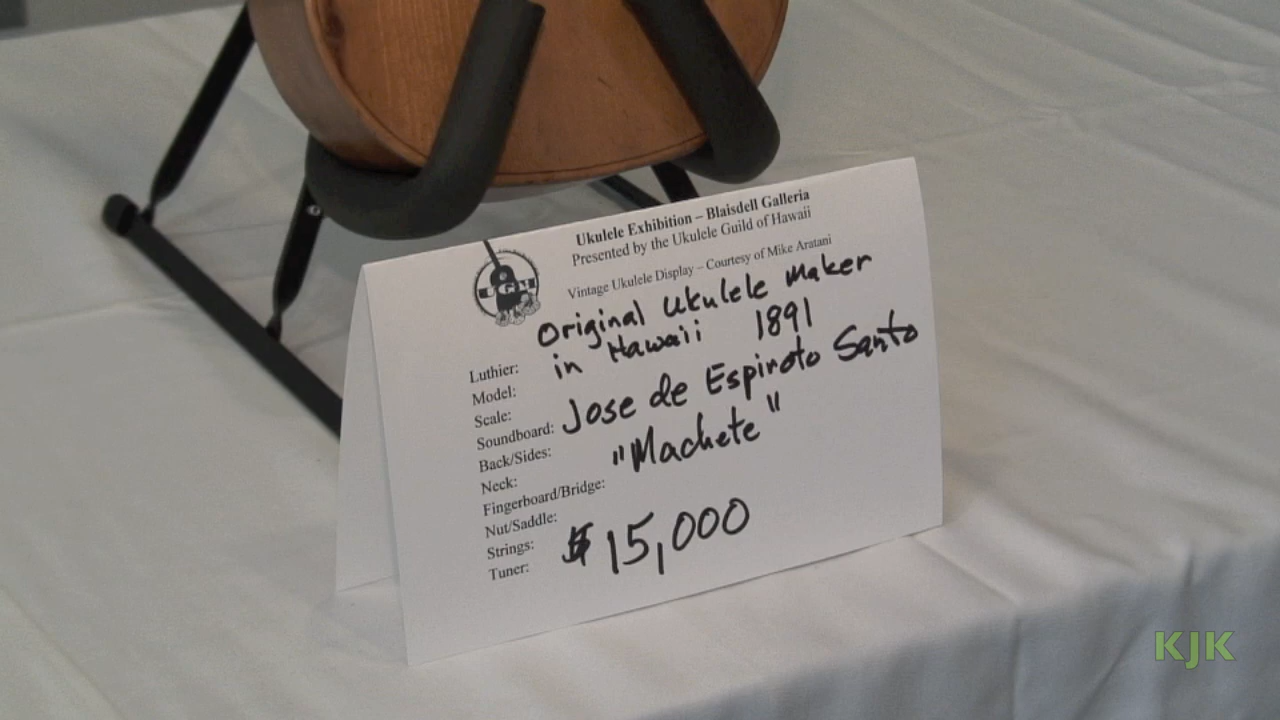 Ukulele Exhibition – Blaisdell Galleria
Presented by the Ukulele Guild of Hawaii
Vintage Ukulele Display – Courtesy of Mike Aratani
UGH
Original Ukulele Maker
in Hawaii 1891
Jose de Espiroto Santo
"Machete"
$15,000
Luthier:
Model:
Scale:
Soundboard:
Back/Sides:
Neck:
Fingerboard/Bridge:
Nut/Saddle:
Strings:
Tuner:
KJK